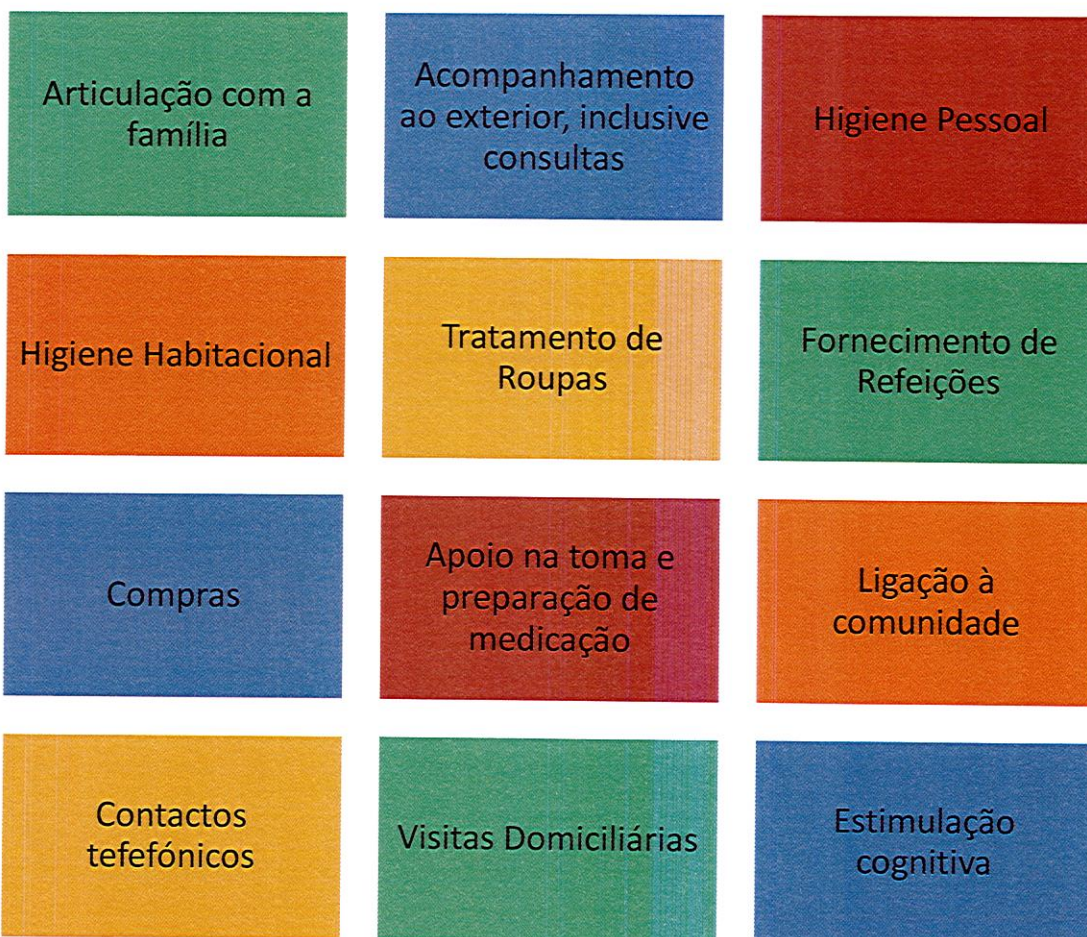 Articulação com a
família
Acompanhamento
ao exterior, inclusive
consultas
Higiene Pessoal
Higiene Habitacional
Tratamento de
Roupas
Fornecimento de
Refeições
Compras
Apoio na toma e
preparação de
medicação
Ligação à
comunidade
Contactos
tefefónicos
Visitas Domiciliárias
Estimulação
cognitiva